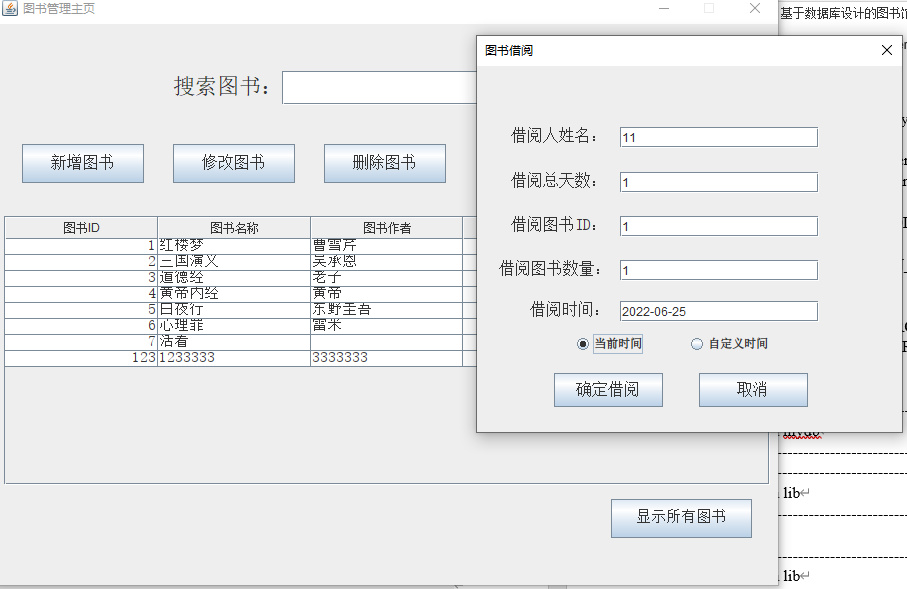 图书管理主页
搜索图书：
新增图书 修改图书 删除图书
图书ID 图书名称 图书作者
1 红楼梦 曹雪芹
2 三国演义 吴承恩
3 道德经 老子
4 黄帝内经 黄帝
5 白夜行 东野圭吾
6 心理罪 雷米
7 活着
123 1233333 3333333
显示所有图书
图书借阅
借阅人姓名： 11
借阅总天数： 1
借阅图书ID： 1
借阅图书数量： 1
借阅时间： 2022-06-25
当前时间 自定义时间
确定借阅 取消
基于数据库设计的图书馆
lib
lib